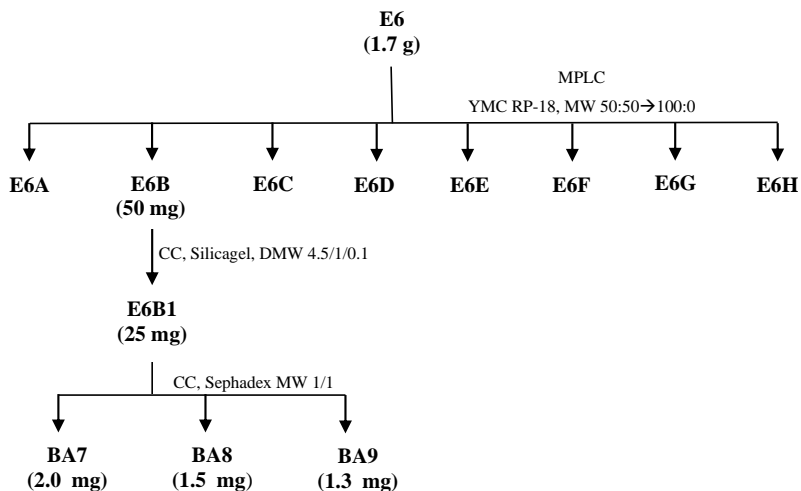 E6
(1.7 g)
MPLC
YMC RP-18, MW 50:50→100:0
E6A E6B E6C E6D E6E E6F E6G E6H
(50 mg)
CC, Silicagel, DMW 4.5/1/0.1
E6B1
(25 mg)
CC, Sephadex MW 1/1
BA7 BA8 BA9
(2.0 mg) (1.5 mg) (1.3 mg)